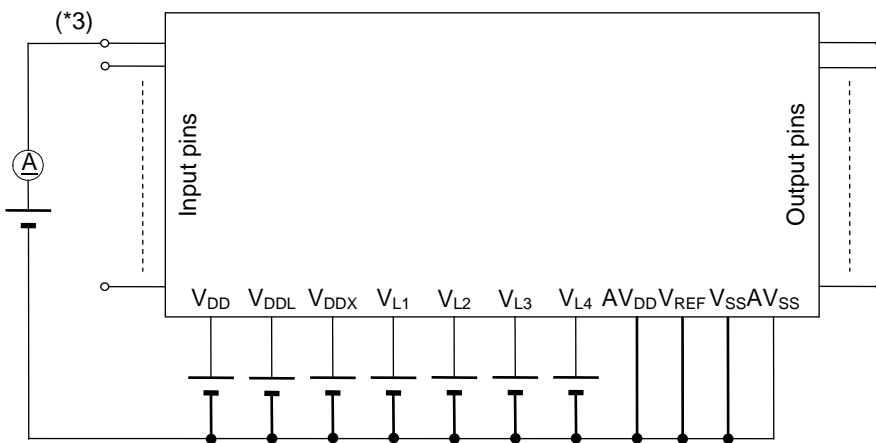 (*3)
A
Input pins
Output pins
VDD VDDL VDDX VL1 VL2 VL3 VL4 AVDD VREF VSS AVSS